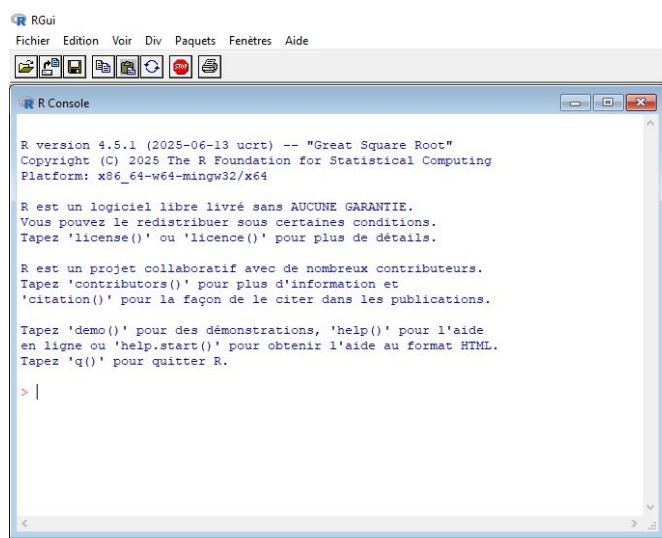 RGui
Fichier Edition Voir Div Paquets Fenêtres Aide
STOP
R Console
R version 4.5.1 (2025-06-13 ucrt) -- "Great Square Root"
Copyright (C) 2025 The R Foundation for Statistical Computing
Platform: x86_64-w64-mingw32/x64
R est un logiciel libre livré sans AUCUNE GARANTIE.
Vous pouvez le redistribuer sous certaines conditions.
Tapez 'license()' ou 'licence()' pour plus de détails.
R est un projet collaboratif avec de nombreux contributeurs.
Tapez 'contributors()' pour plus d'information et
'citation()' pour la façon de le citer dans les publications.
Tapez 'demo()' pour des démonstrations, 'help()' pour l'aide
en ligne ou 'help.start()' pour obtenir l'aide au format HTML.
Tapez 'q()' pour quitter R.
>